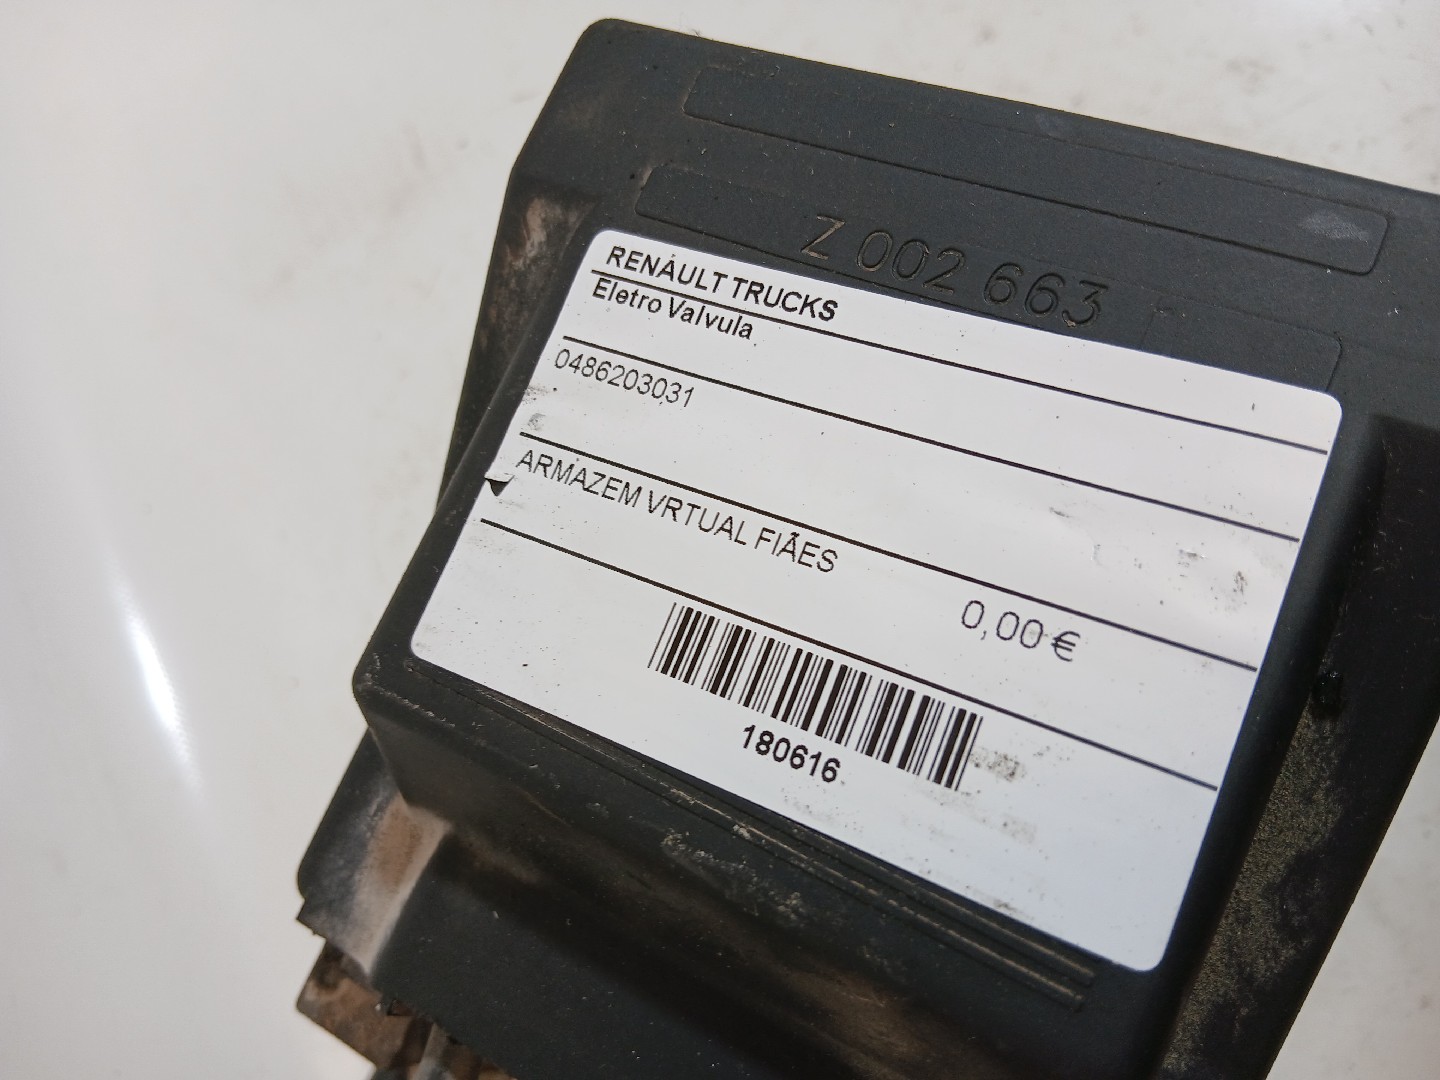 Z 002 663
RENAULT TRUCKS
Eletro Valvula
0486203031
ARMAZEM VRTUAL FIÃES
0,00€
180616